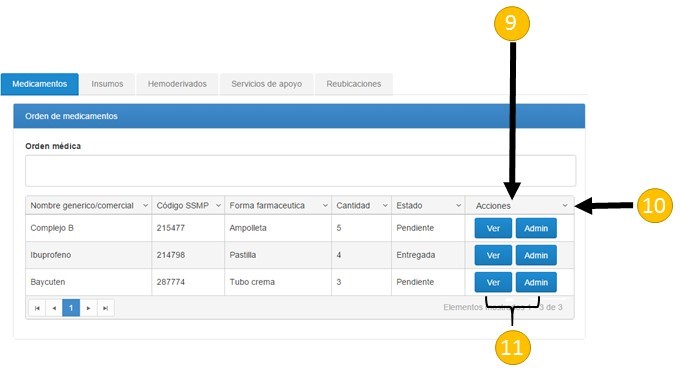 9
Medicamentos Insumos Hemoderivados Servicios de apoyo Reubicaciones
Orden de medicamentos
Orden médica
10
Nombre generico/comercial Código SSMP Forma farmaceutica Cantidad Estado Acciones
Complejo B 215477 Ampolleta 5 Pendiente Ver Admin
Ibuprofeno 214798 Pastilla 4 Entregada Ver Admin
Baycuten 287774 Tubo crema 3 Pendiente Ver Admin
1 Elementos mostrados 1 - 3 de 3
11